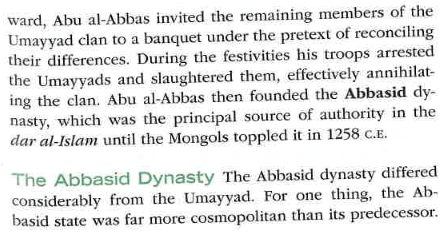 ward, Abu al-Abbas invited the remaining members of the
Umayyad clan to a banquet under the pretext of reconciling
their differences. During the festivities his troops arrested
the Umayyads and slaughtered them, effectively annihilat-
ing the clan. Abu al-Abbas then founded the Abbasid dy-
nasty, which was the principal source of authority in the
dar al-Islam until the Mongols toppled it in 1258 C.E.
The Abbasid Dynasty The Abbasid dynasty differed
considerably from the Umayyad. For one thing, the Ab-
basid state was far more cosmopolitan than its predecessor.